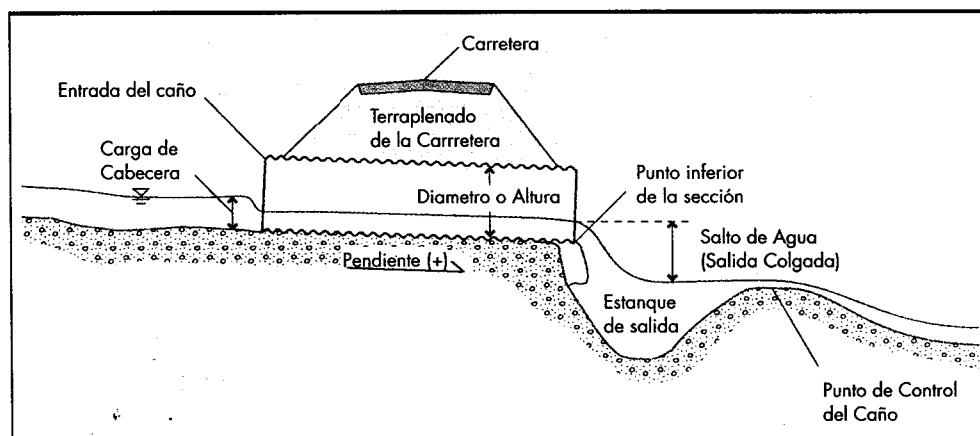 Carretera
Entrada del caño
Terraplenado
de la Carrretera
Carga de
Cabecera
Diametro o Altura
Punto inferior
de la sección
Salto de Agua
(Salida Colgada)
Pendiente (+)
Estanque
de salida
Punto de Control
del Caño